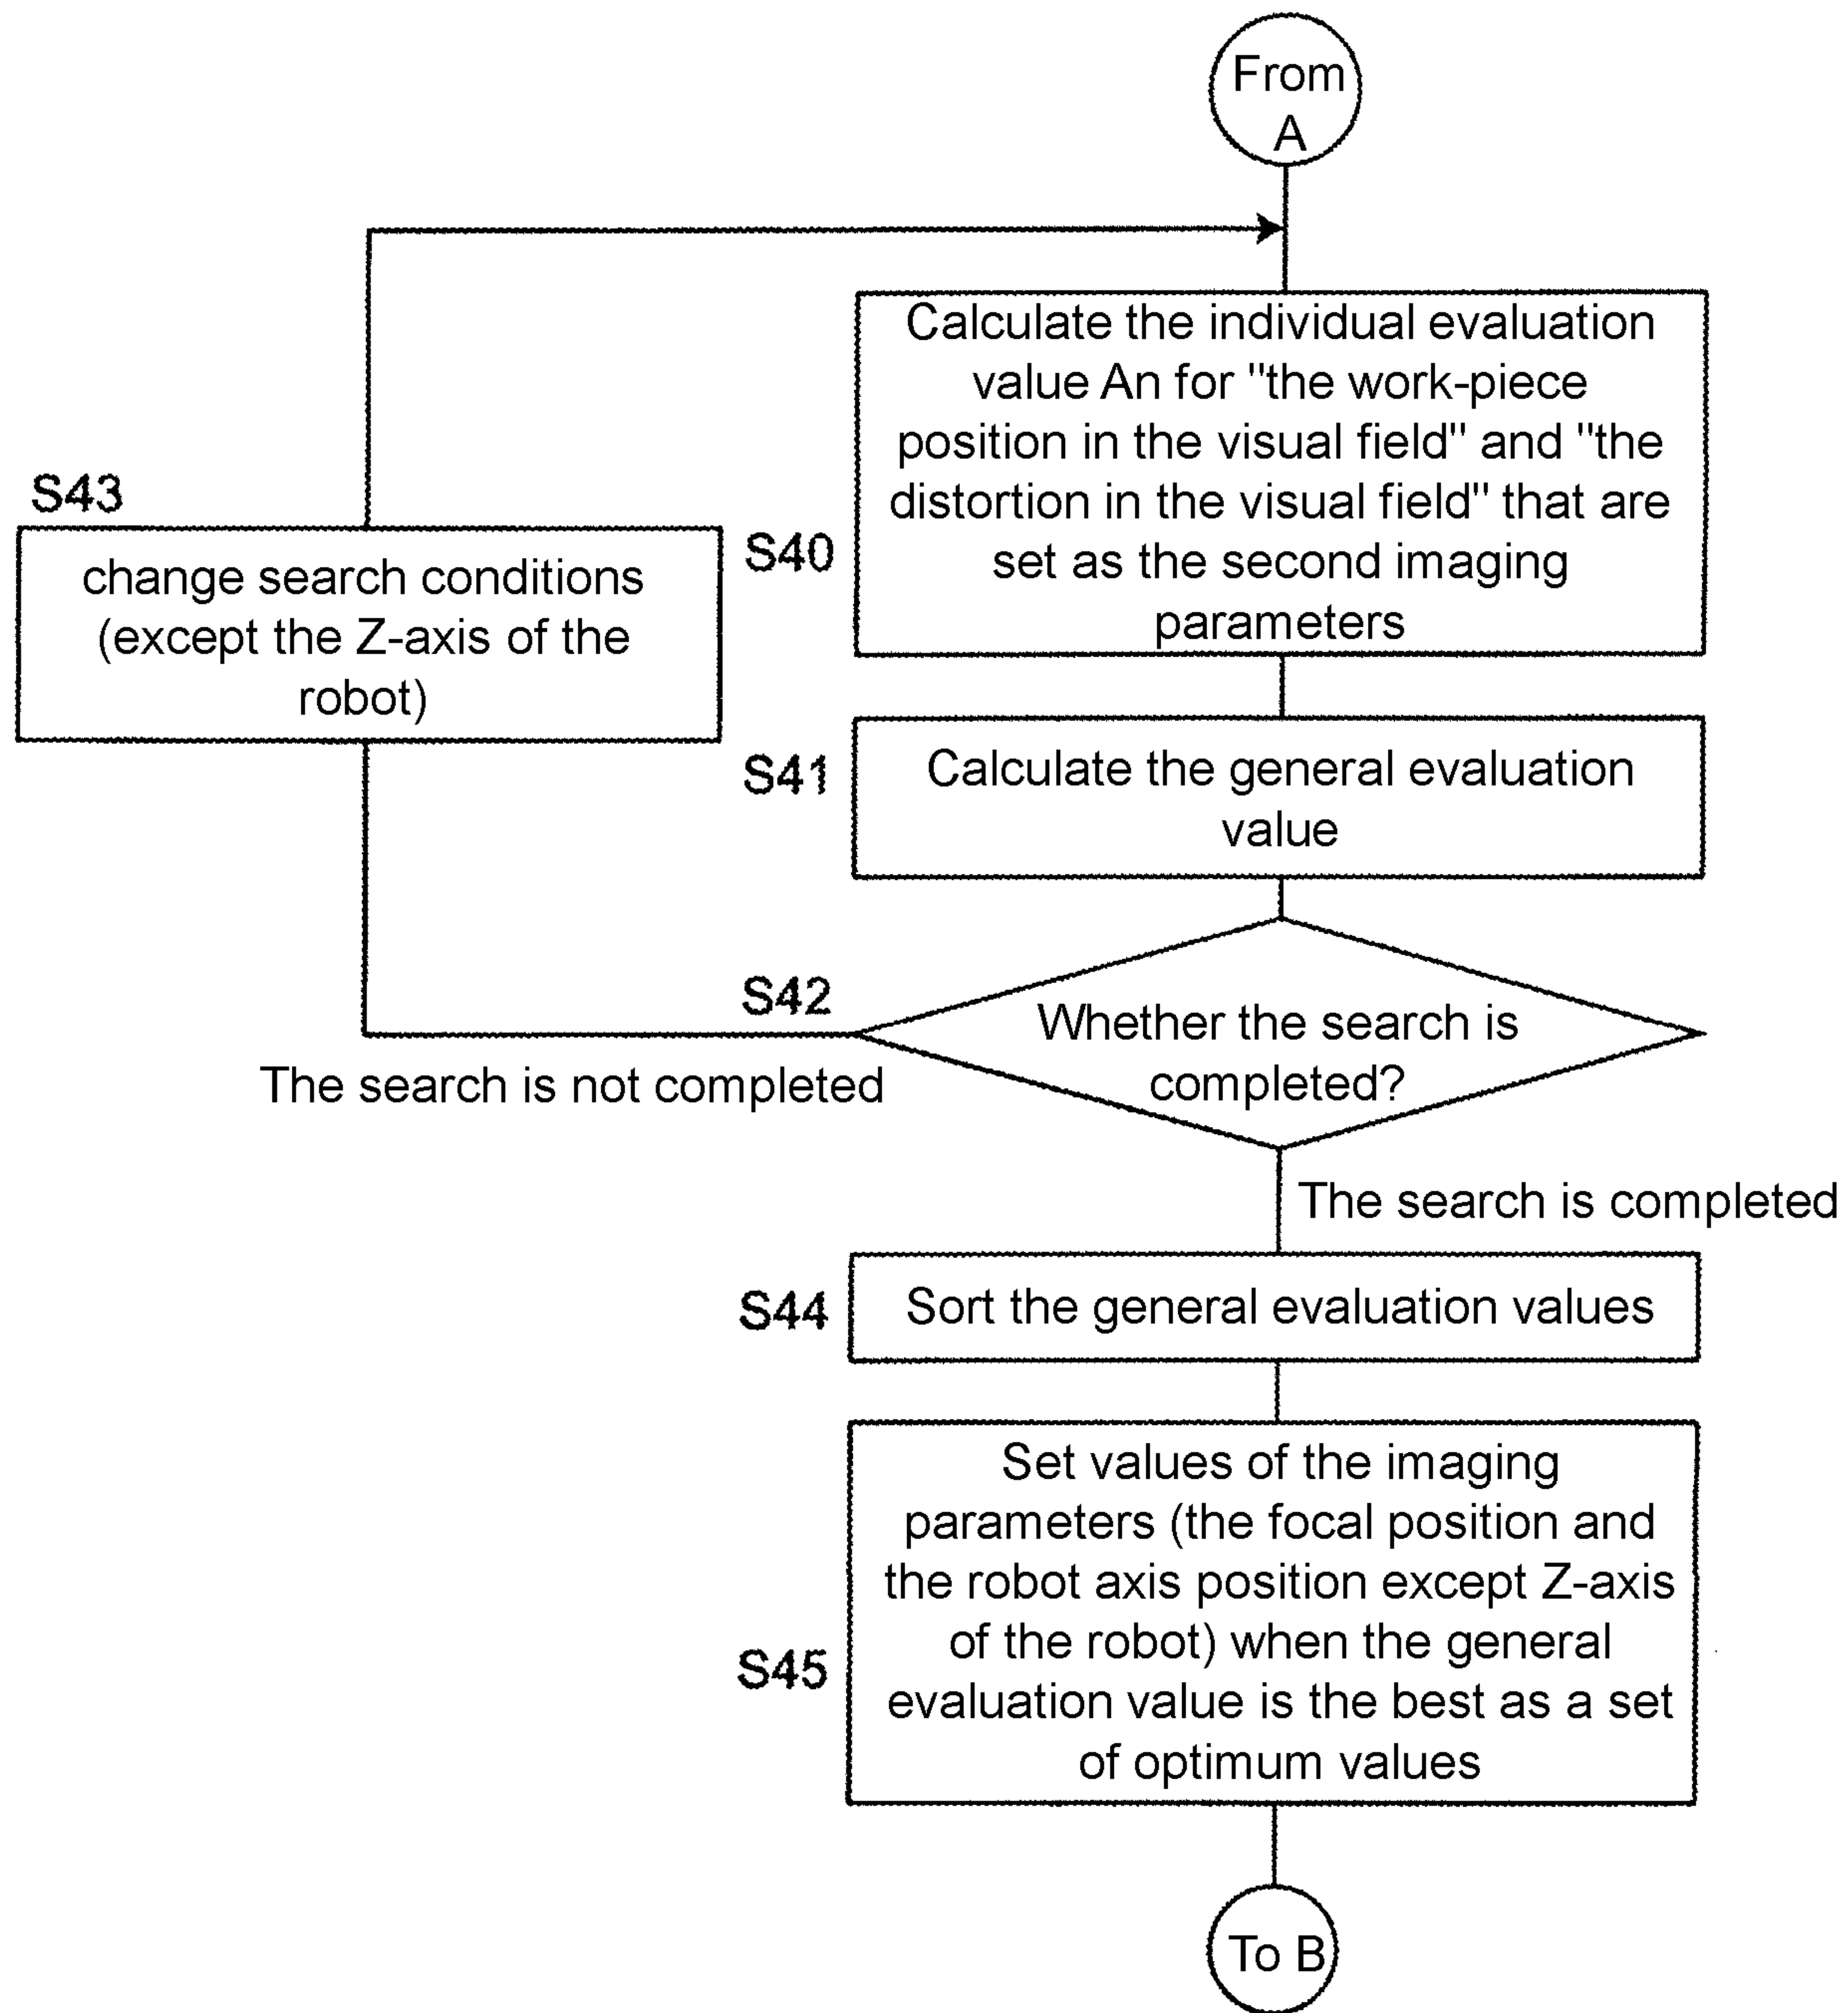 From
A
Calculate the individual evaluation
value An for "the work-piece
position in the visual field" and "the
distortion in the visual field" that are
set as the second imaging
parameters
S40
S43
change search conditions
(except the Z-axis of the
robot)
S41
Calculate the general evaluation
value
S42
Whether the search is
completed?
The search is not completed
The search is completed
S44
Sort the general evaluation values
Set values of the imaging
parameters (the focal position and
the robot axis position except Z-axis
of the robot) when the general
evaluation value is the best as a set
of optimum values
S45
To B